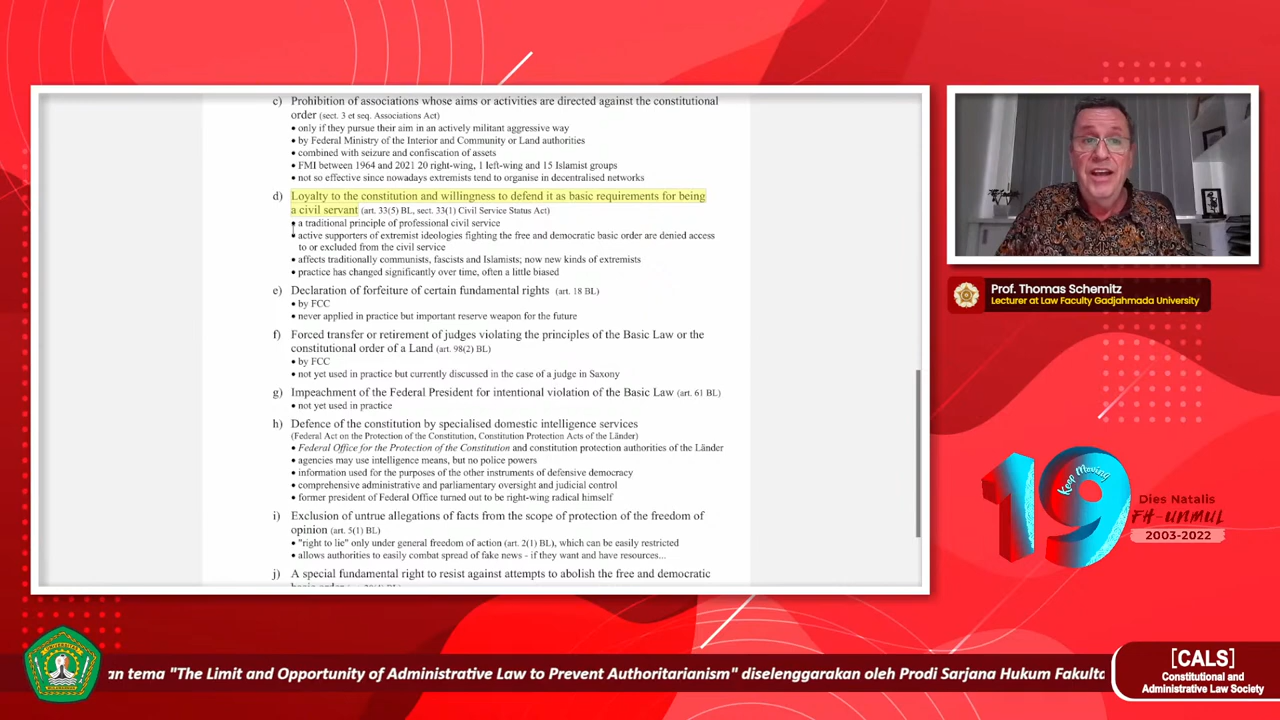 c) Prohibition of associations whose aims or activities are directed against the constitutional
order (sect. 3 et seq. Associations Act)
• only if they pursue their aim in an actively militant aggressive way
• by Federal Ministry of the Interior and Community or Land authorities
• combined with seizure and confiscation of assets
• FMI between 1964 and 2021 20 right-wing, 1 left-wing and 15 Islamist groups
• not so effective since nowadays extremists tend to organise in decentralised networks
d) Loyalty to the constitution and willingness to defend it as basic requirements for being
a civil servant (art. 33(5) BL, sect. 33(1) Civil Service Status Act)
• a traditional principle of professional civil service
• active supporters of extremist ideologies fighting the free and democratic basic order are denied access
to or excluded from the civil service
• affects traditionally communists, fascists and Islamists; now new kinds of extremists
• practice has changed significantly over time, often a little biased
e) Declaration of forfeiture of certain fundamental rights (art. 18 BL)
• by FCC
• never applied in practice but important reserve weapon for the future
f) Forced transfer or retirement of judges violating the principles of the Basic Law or the
constitutional order of a Land (art. 98(2) BL)
• by FCC
• not yet used in practice but currently discussed in the case of a judge in Saxony
g) Impeachment of the Federal President for intentional violation of the Basic Law (art. 61 BL)
• not yet used in practice
h) Defence of the constitution by specialised domestic intelligence services
(Federal Act on the Protection of the Constitution, Constitution Protection Acts of the Länder)
• Federal Office for the Protection of the Constitution and constitution protection authorities of the Länder
• agencies may use intelligence means, but no police powers
• information used for the purposes of the other instruments of defensive democracy
• comprehensive administrative and parliamentary oversight and judicial control
• former president of Federal Office turned out to be right-wing radical himself
i) Exclusion of untrue allegations of facts from the scope of protection of the freedom of
opinion (art. 5(1) BL)
• "right to lie" only under general freedom of action (art. 2(1) BL), which can be easily restricted
• allows authorities to easily combat spread of fake news - if they want and have resources...
j) A special fundamental right to resist against attempts to abolish the free and democratic
Prof. Thomas Schemitz
Lecturer at Law Faculty Gadjahmada University
19
Keep Moving
Dies Natalis
FH-UNMUL
2003-2022
an tema "The Limit and Opportunity of Administrative Law to Prevent Authoritarianism" diselenggarakan oleh Prodi Sarjana Hukum Fakulta
[CALS]
Constitutional and
Administrative Law Society